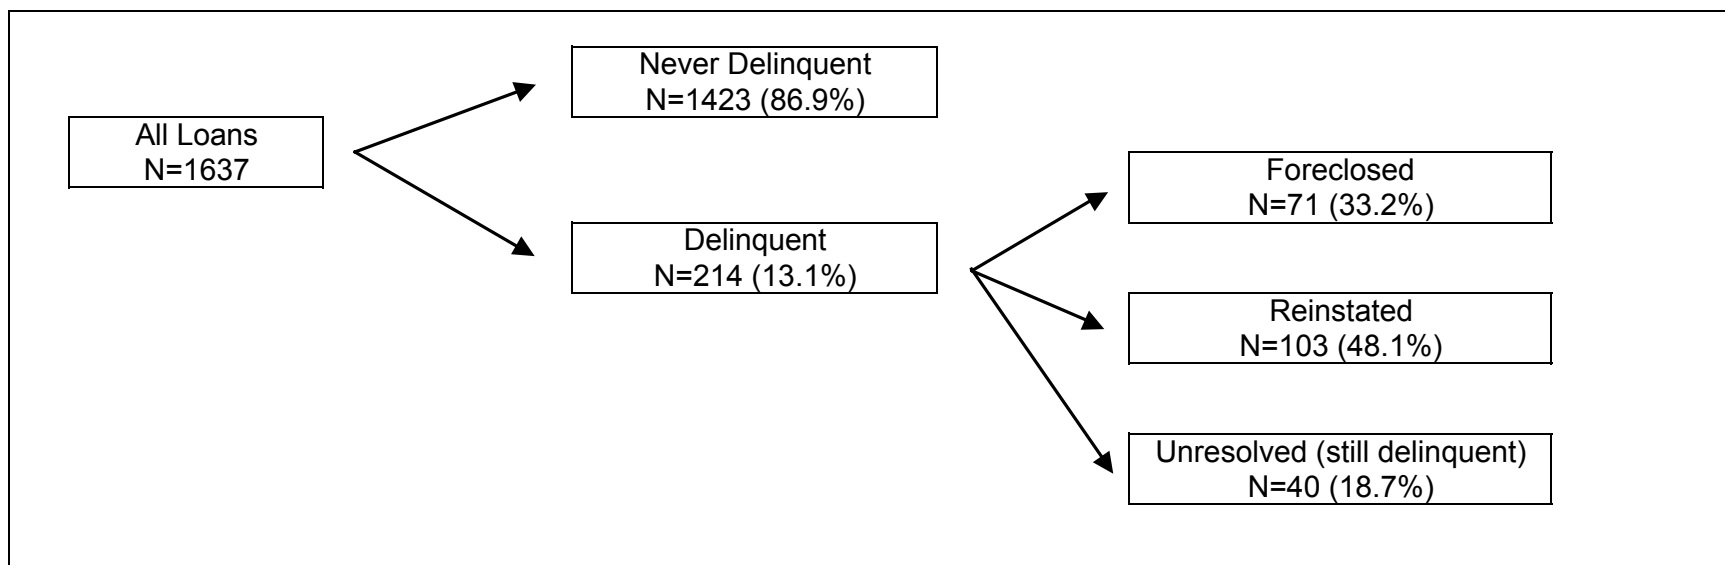 All Loans
N=1637
Never Delinquent
N=1423 (86.9%)
Delinquent
N=214 (13.1%)
Foreclosed
N=71 (33.2%)
Reinstated
N=103 (48.1%)
Unresolved (still delinquent)
N=40 (18.7%)